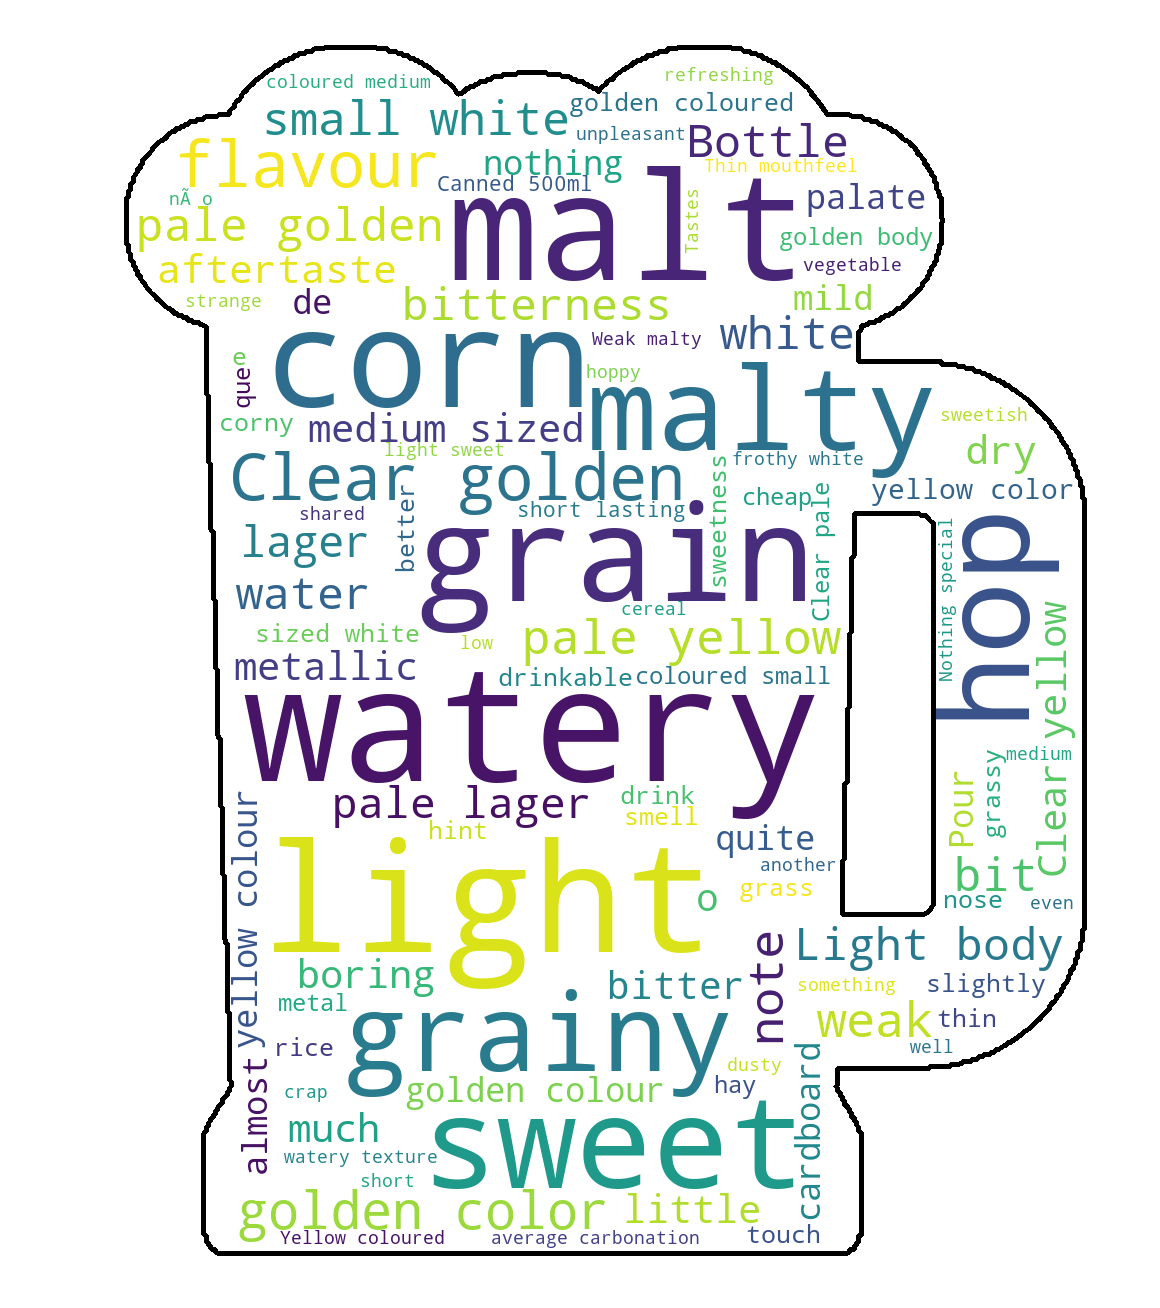 coloured medium
refreshing
small white
golden coloured
unpleasant
Bottle
flavour
nothing
Thin mouthfeel
Canned 500ml
malt
nÃ o
Tastes
palate
pale golden
golden body
aftertaste
vegetable
strange
de
bitterness
mild
corn
Weak malty
white
e
que
hoppy
malty
corny
medium sized
sweetish
light sweet
frothy white
dry
Clear
golden
better
sweetness
cheap
Clear pale
yellow color
shared
short lasting
lager
grain
hop
Nothing special
water
cereal
sized white
low
pale yellow
Clear yellow
metallic
drinkable
coloured small
watery
medium
pale lager
drink
smell
Pour
grassy
yellow colour
hint
quite
light
another
grass
o
bit
nose
even
note
Light body
boring
bitter
something
slightly
metal
grainy
weak
thin
rice
well
dusty
almost
crap
golden colour
hay
cardboard
much
sweet
watery texture
short
golden color
little
Yellow coloured
average carbonation
touch